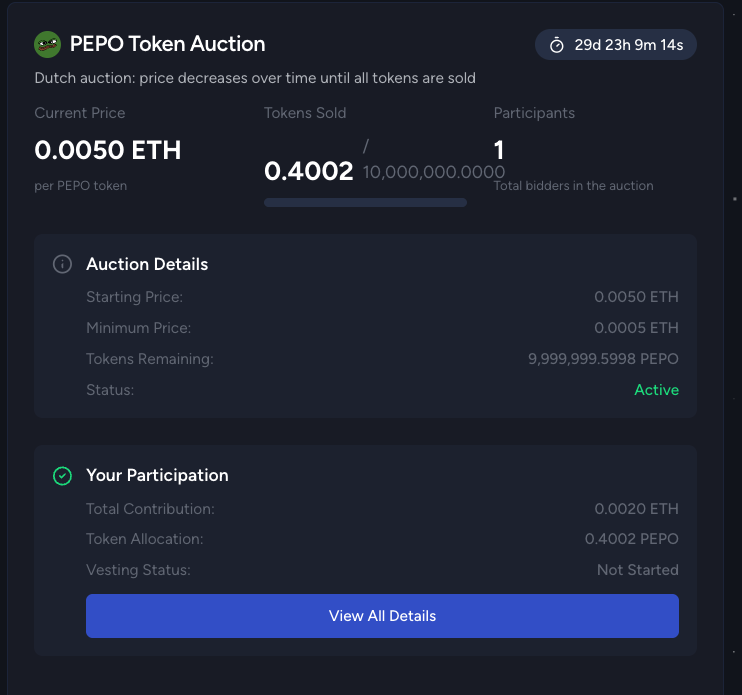 PEPO Token Auction
29d 23h 9m 14s
Dutch auction: price decreases over time until all tokens are sold
Current Price
0.0050 ETH
per PEPO token
Tokens Sold
0.4002 / 10,000,000.0000
Participants
1
Total bidders in the auction
Auction Details
Starting Price: 0.0050 ETH
Minimum Price: 0.0005 ETH
Tokens Remaining: 9,999,999.5998 PEPO
Status: Active
Your Participation
Total Contribution: 0.0020 ETH
Token Allocation: 0.4002 PEPO
Vesting Status: Not Started
View All Details